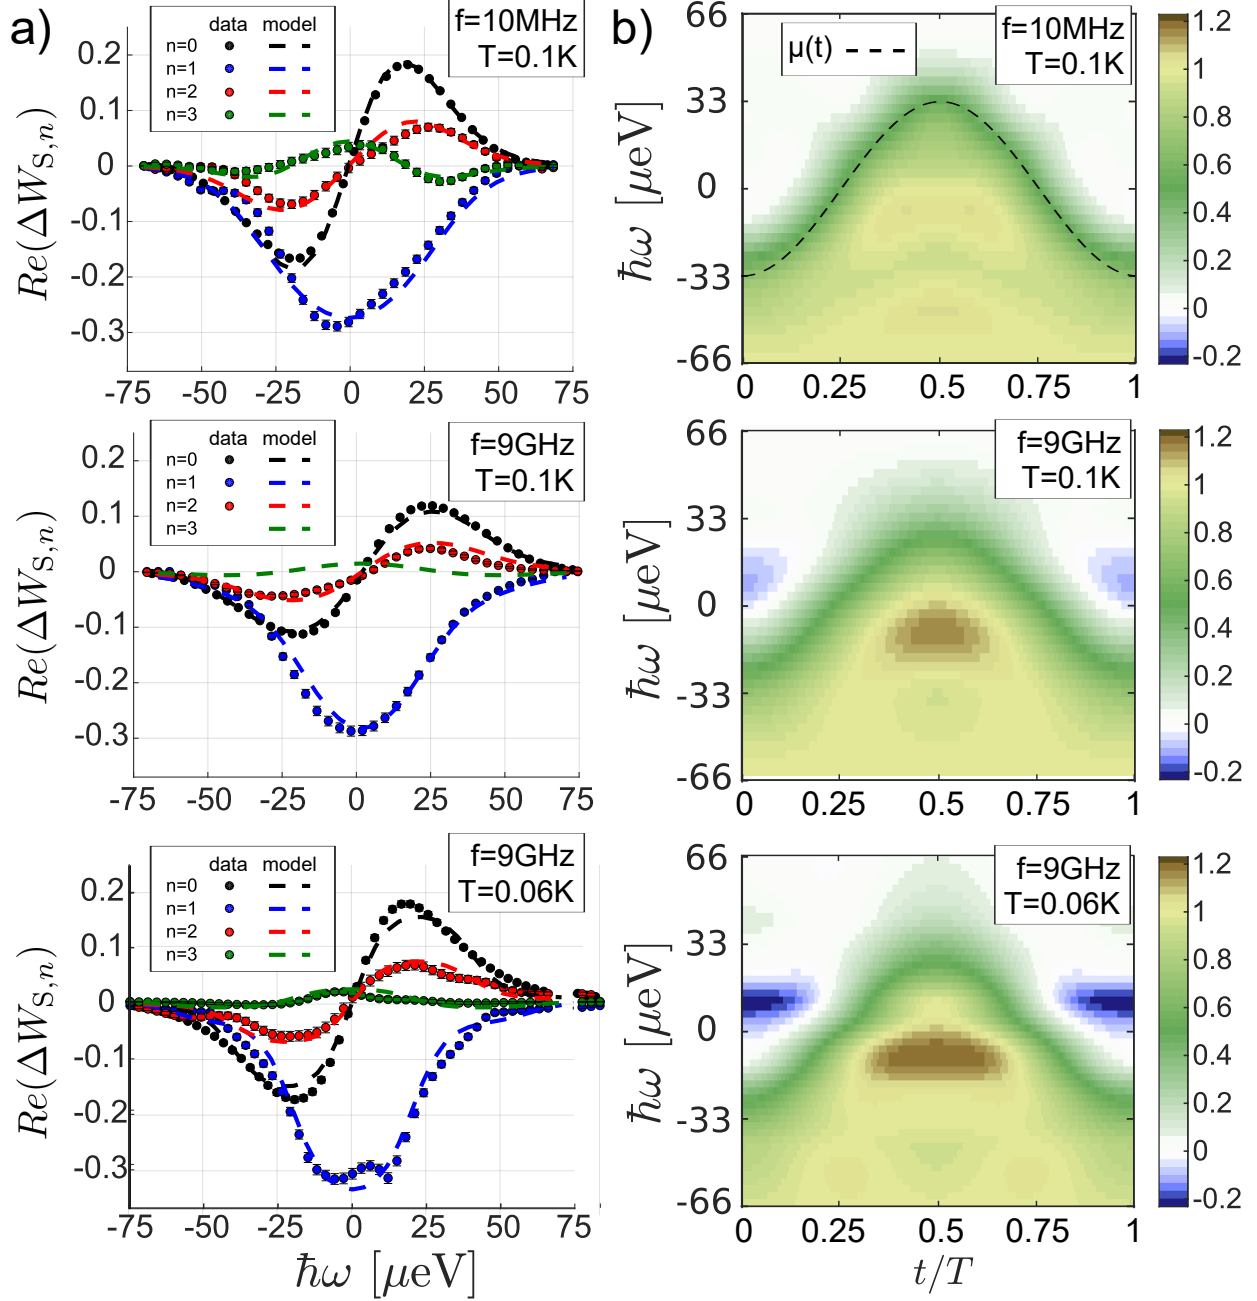 a)
data model
n=0
n=1
n=2
n=3
f=10MHz
T=0.1K
Re(ΔW_{S,n})
0.2
0.1
0
-0.1
-0.2
-0.3
-75 -50 -25 0 25 50 75
data model
n=0
n=1
n=2
n=3
f=9GHz
T=0.1K
Re(ΔW_{S,n})
0.2
0.1
0
-0.1
-0.2
-0.3
-75 -50 -25 0 25 50 75
data model
n=0
n=1
n=2
n=3
f=9GHz
T=0.06K
Re(ΔW_{S,n})
0.2
0.1
0
-0.1
-0.2
-0.3
-75 -50 -25 0 25 50 75
ħω [μeV]
b)
μ(t)
f=10MHz
T=0.1K
ħω [μeV]
66
33
0
-33
-66
0 0.25 0.5 0.75 1
1.2
1
0.8
0.6
0.4
0.2
0
-0.2
f=9GHz
T=0.1K
ħω [μeV]
66
33
0
-33
-66
0 0.25 0.5 0.75 1
1.2
1
0.8
0.6
0.4
0.2
0
-0.2
f=9GHz
T=0.06K
ħω [μeV]
66
33
0
-33
-66
0 0.25 0.5 0.75 1
t/T
1.2
1
0.8
0.6
0.4
0.2
0
-0.2